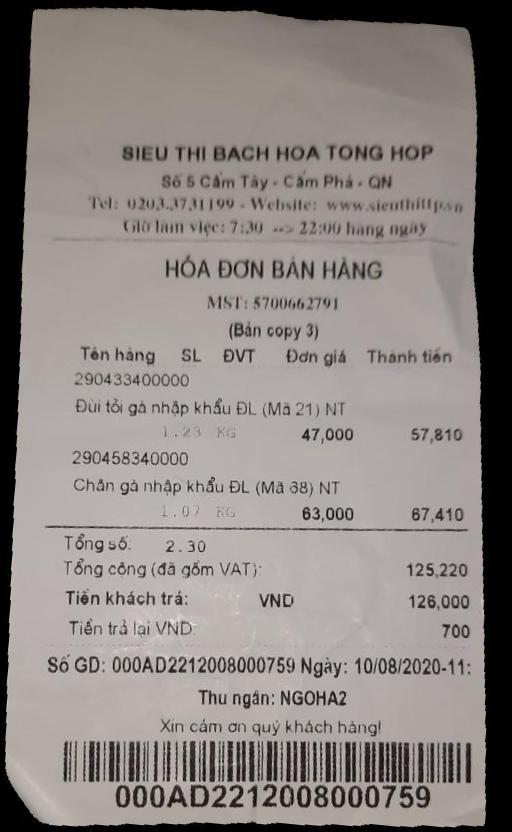 SIEU THI BACH HOA TONG HOP
Số 5 Cẩm Tây - Cẩm Phả - QN
Tel: 0203.3731199 - Website: www.sieuthittp.vn
Giờ làm việc: 7:30 --> 22:00 hàng ngày
HÓA ĐƠN BÁN HÀNG
MST: 5700662791
(Bản copy 3)
Tên hàng SL ĐVT Đơn giá Thành tiền
290433400000
Đùi tỏi gà nhập khẩu ĐL (Mã 21) NT
1.23 KG 47,000 57,810
290458340000
Chân gà nhập khẩu ĐL (Mã 38) NT
1.07 KG 63,000 67,410
Tổng số: 2.30
Tổng cộng (đã gồm VAT): 125,220
Tiền khách trả: VND 126,000
Tiền trả lại VND: 700
Số GD: 000AD2212008000759 Ngày: 10/08/2020-11:
Thu ngân: NGOHA2
Xin cám ơn quý khách hàng!
000AD2212008000759